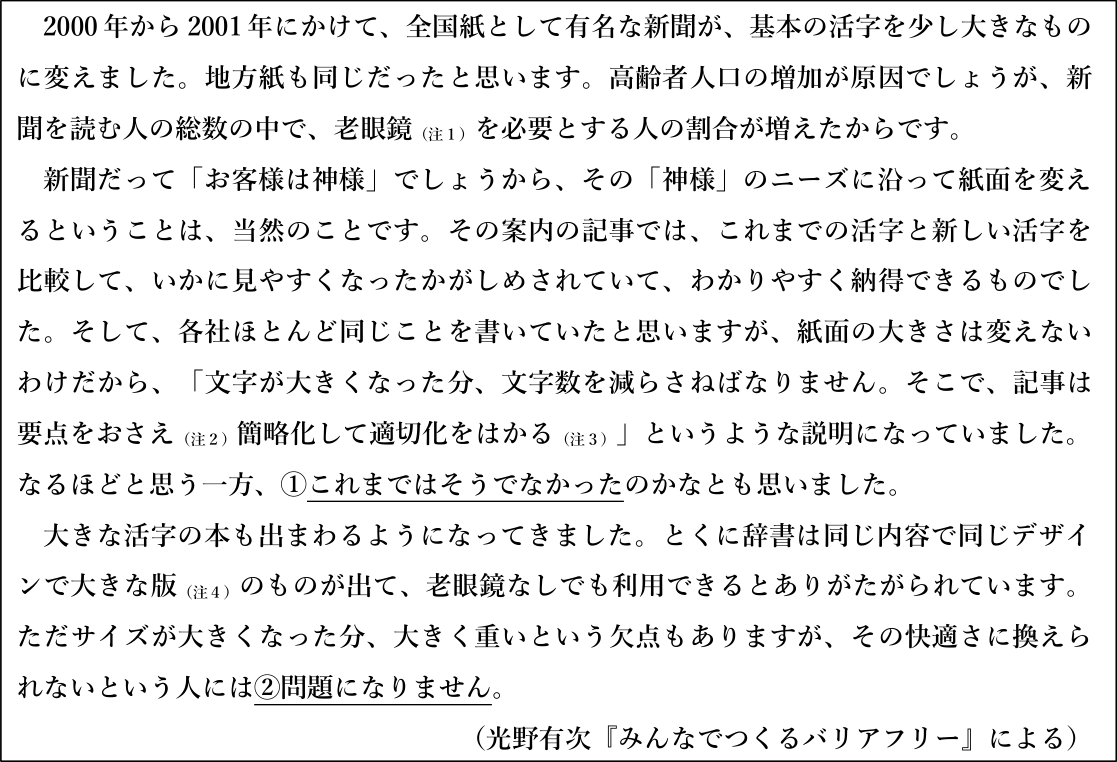 2000年から2001年にかけて、全国紙として有名な新聞が、基本の活字を少し大きなもの
に変えました。地方紙も同じだったと思います。高齢者人口の増加が原因でしょうが、新
聞を読む人の総数の中で、老眼鏡（注1）を必要とする人の割合が増えたからです。
新聞だって「お客様は神様」でしょうから、その「神様」のニーズに沿って紙面を変え
るということは、当然のことです。その案内の記事では、これまでの活字と新しい活字を
比較して、いかに見やすくなったかがしめされていて、わかりやすく納得できるものでし
た。そして、各社ほとんど同じことを書いていたと思いますが、紙面の大きさは変えない
わけだから、「文字が大きくなった分、文字数を減らさねばなりません。そこで、記事は
要点をおさえ（注2）簡略化して適切化をはかる（注3）」というような説明になっていました。
なるほどと思う一方、①これまではそうでなかったのかなとも思いました。
大きな活字の本も出まわるようになってきました。とくに辞書は同じ内容で同じデザイ
ンで大きな版（注4）のものが出て、老眼鏡なしでも利用できるとありがたがられています。
ただサイズが大きくなった分、大きく重いという欠点もありますが、その快適さに換えら
れないという人には②問題になりません。
（光野有次『みんなでつくるバリアフリー』による）